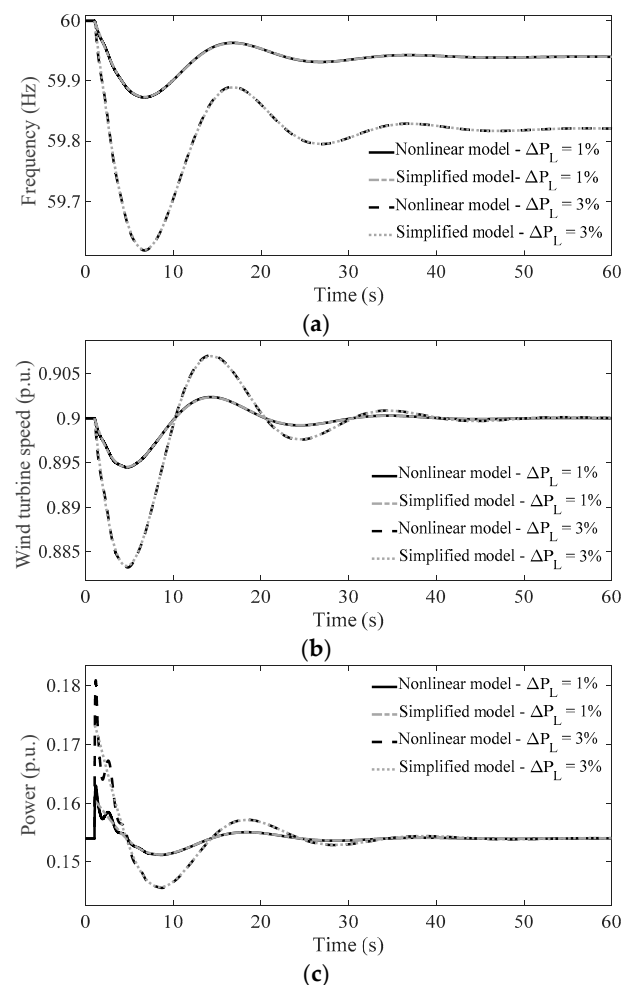 60
59.9
59.8
59.7
Frequency (Hz)
Nonlinear model - ΔP_L = 1%
Simplified model- ΔP_L = 1%
Nonlinear model - ΔP_L = 3%
Simplified model - ΔP_L = 3%
0 10 20 30 40 50 60
Time (s)
(a)
0.905
0.9
0.895
0.89
0.885
Wind turbine speed (p.u.)
Nonlinear model - ΔP_L = 1%
Simplified model - ΔP_L = 1%
Nonlinear model - ΔP_L = 3%
Simplified model - ΔP_L = 3%
0 10 20 30 40 50 60
Time (s)
(b)
0.18
0.17
0.16
0.15
Power (p.u.)
Nonlinear model - ΔP_L = 1%
Simplified model - ΔP_L = 1%
Nonlinear model - ΔP_L = 3%
Simplified model - ΔP_L = 3%
0 10 20 30 40 50 60
Time (s)
(c)